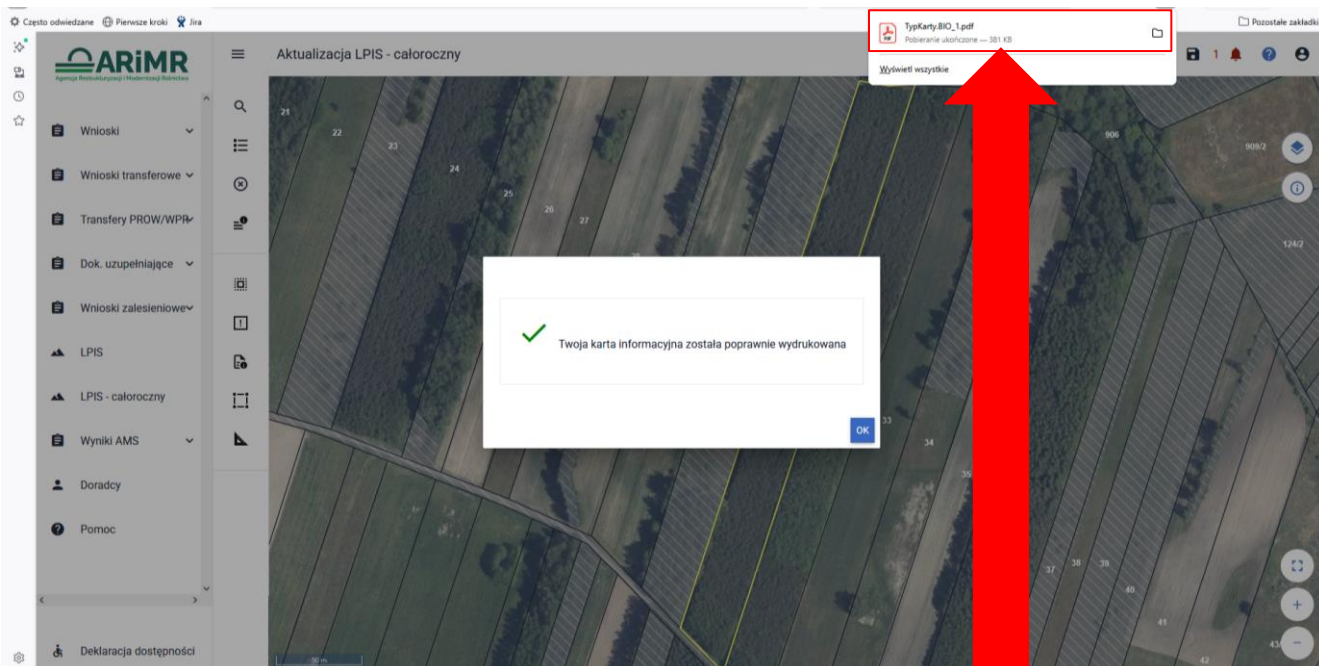 Często odwiedzane
Pierwsze kroki
Jira
TypKarty.BIO_1.pdf
Pobieranie ukończone — 381 KB
Wyświetl wszystkie
Pozostałe zakładki
ARiMR
Agencja Restrukturyzacji i Modernizacji Rolnictwa
Aktualizacja LPIS - całoroczny
1
Wnioski
Wnioski transferowe
Transfery PROW/WPR
Dok. uzupełniające
Wnioski zalesieniowe
LPIS
LPIS - całoroczny
Wyniki AMS
Doradcy
Pomoc
Deklaracja dostępności
21
22
23
24
25
26
27
906
909/2
124/2
Twoja karta informacyjna została poprawnie wydrukowana
OK
33
34
35
37
38
39
40
41
42
50 m